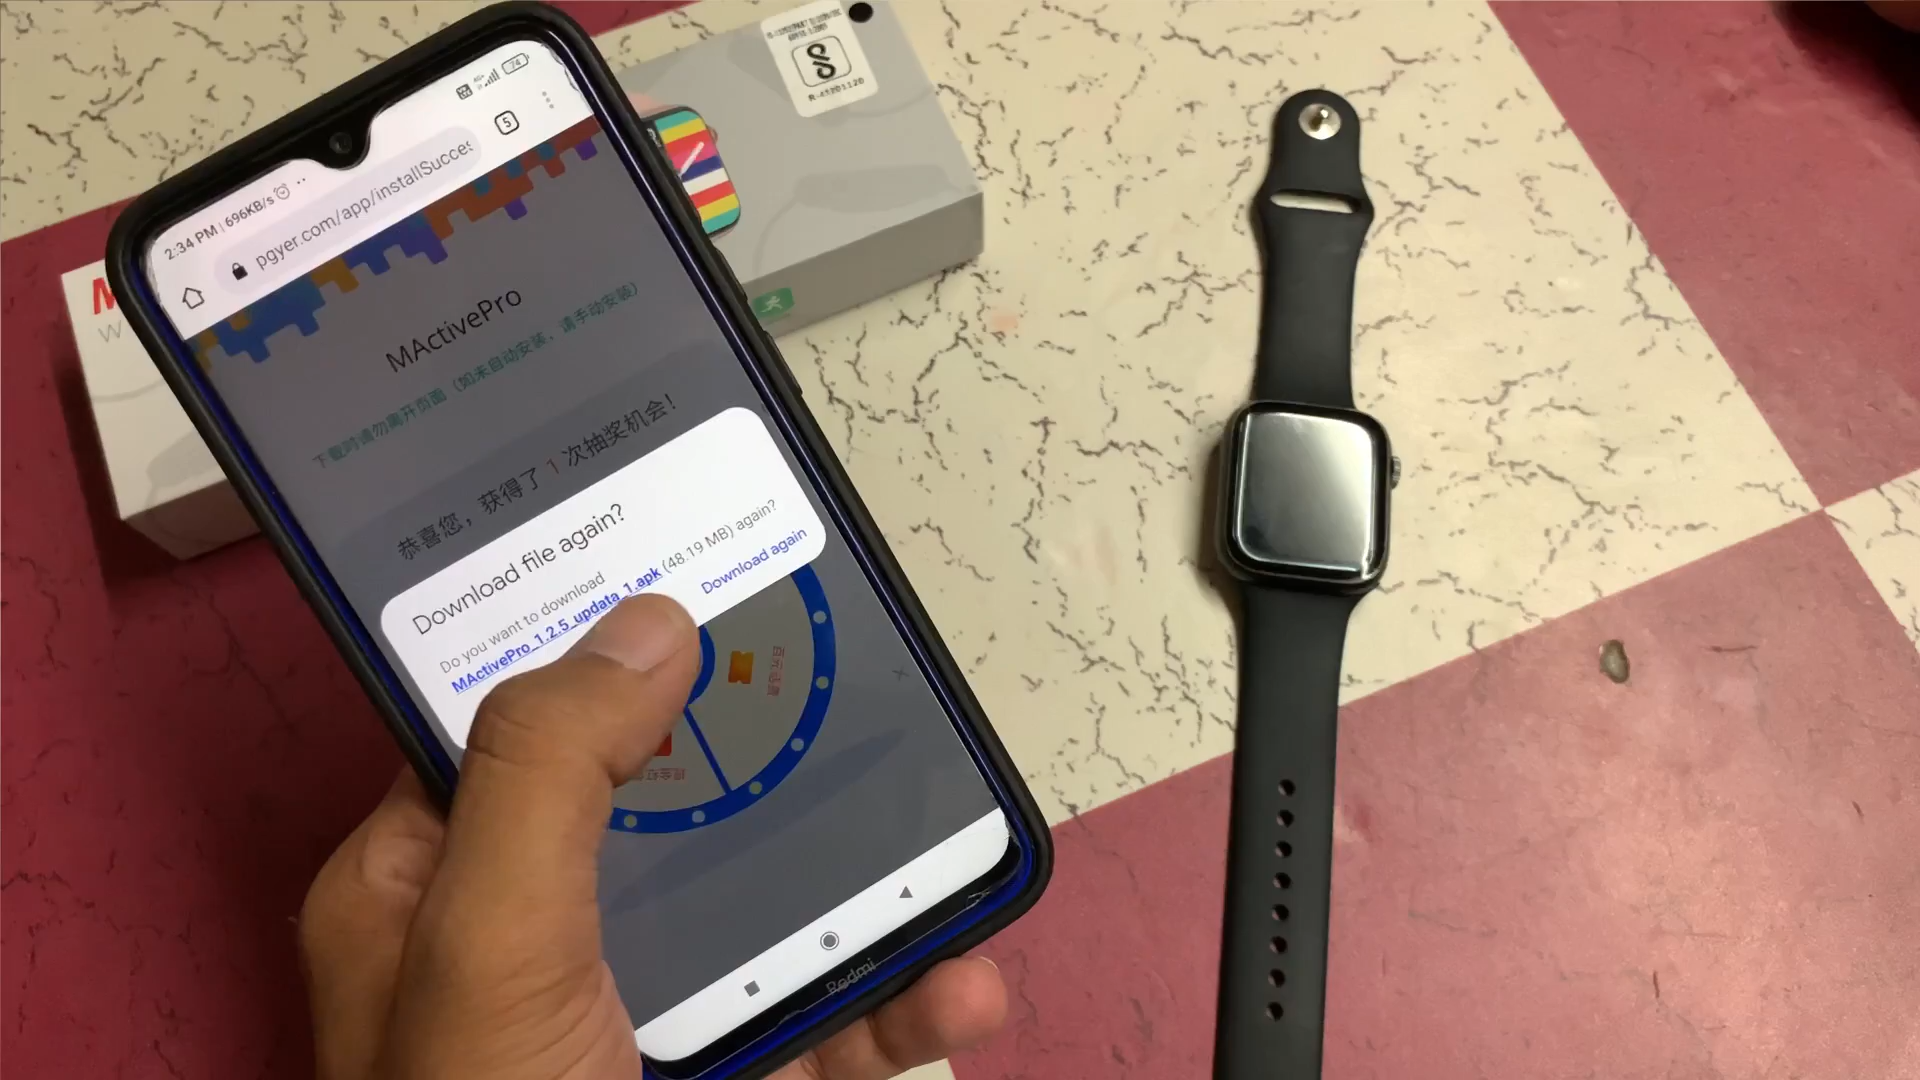 2:34 PM | 696KB/s
74
pgyer.com/app/installSucces
5
MActivePro
下载时请勿离开页面（如未自动安装，请手动安装）
恭喜您，获得了 1 次抽奖机会！
Download file again?
Do you want to download
MActivePro_1.2.5_updata_1.apk (48.19 MB) again?
Download again
Redmi
M
W